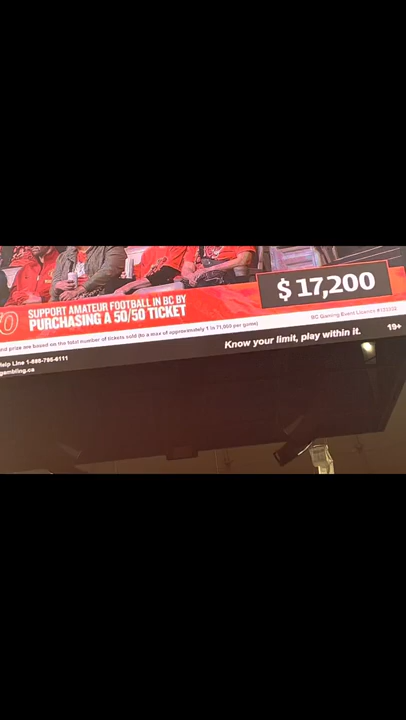 $ 17,200
SUPPORT AMATEUR FOOTBALL IN BC BY
PURCHASING A 50/50 TICKET
prize are based on the total number of tickets sold (to a max of approximately 1 in 71,000 per game)
BC Gaming Event Licence
Know your limit, play within it.
19+
Help Line 1-888-795-6111
gambling.ca